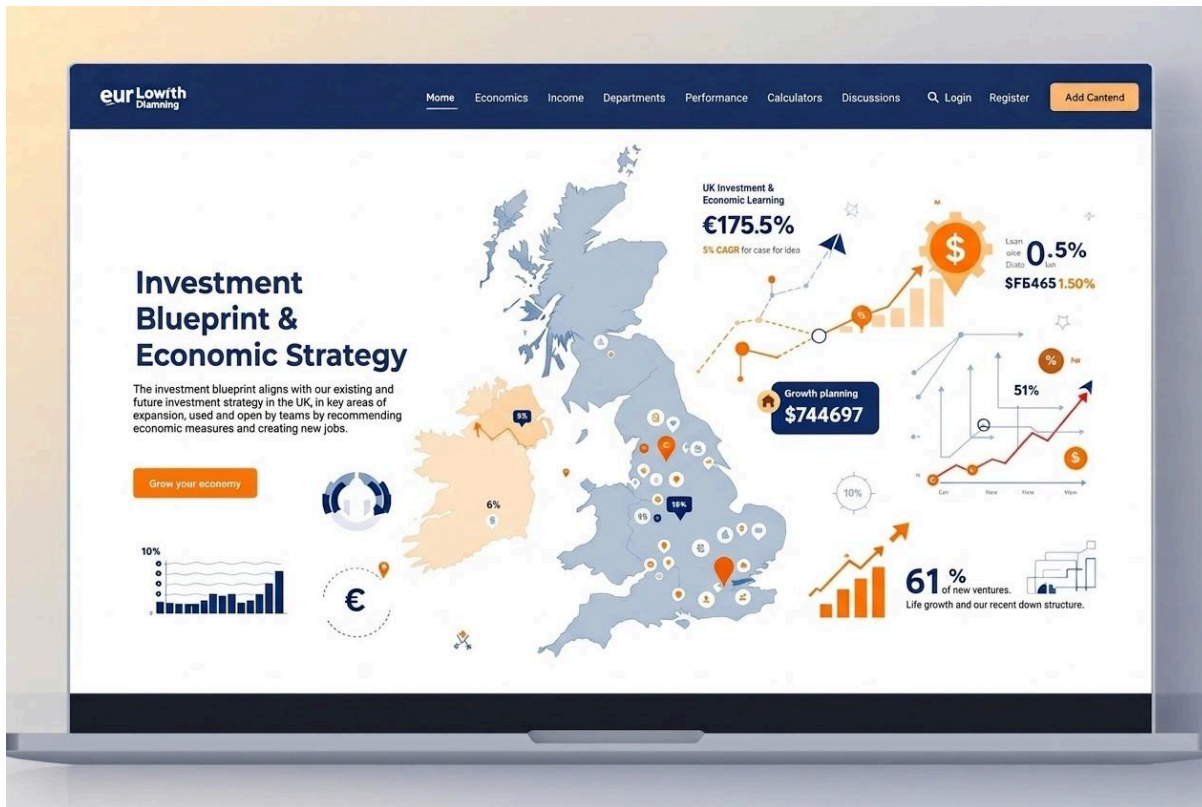 eur Lowith
Dlamning
Mome Economics Income Departments Performance Calculators Discussions Login Register Add Cantend
UK Investment &
Economic Learning
€175.5%
5% CAGR for case for ideo
0.5%
$FБ465 1.50%
Investment
Blueprint &
Economic Strategy
The investment blueprint aligns with our existing and
future investment strategy in the UK, in key areas of
expansion, used and open by teams by recommending
economic measures and creating new jobs.
Grow your economy
Growth planning
$744697
51%
6%
10%
10%
€
61%
of new ventures.
Life growth and our recent down structure.